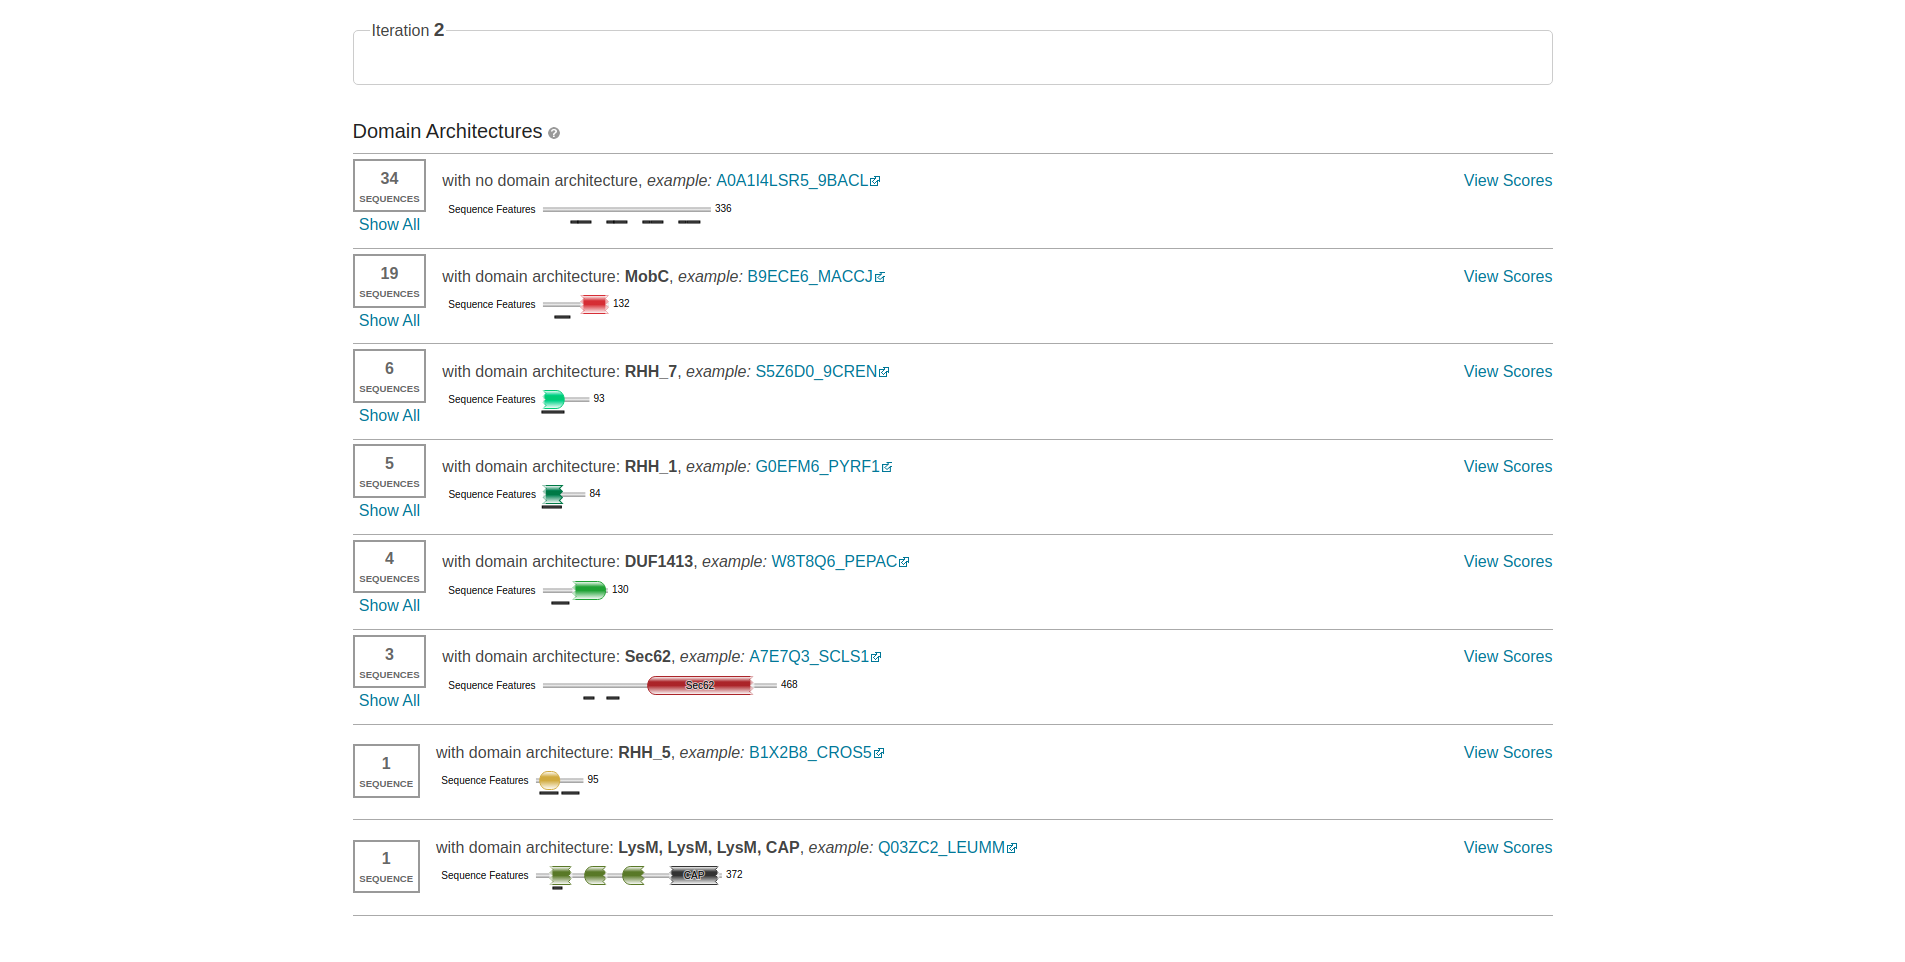 Iteration 2
Domain Architectures ?
34 SEQUENCES
Show All
with no domain architecture, example: A0A1I4LSR5_9BACL
View Scores
Sequence Features 336
19 SEQUENCES
Show All
with domain architecture: MobC, example: B9ECE6_MACCJ
View Scores
Sequence Features 132
6 SEQUENCES
Show All
with domain architecture: RHH_7, example: S5Z6D0_9CREN
View Scores
Sequence Features 93
5 SEQUENCES
Show All
with domain architecture: RHH_1, example: G0EFM6_PYRF1
View Scores
Sequence Features 84
4 SEQUENCES
Show All
with domain architecture: DUF1413, example: W8T8Q6_PEPAC
View Scores
Sequence Features 130
3 SEQUENCES
Show All
with domain architecture: Sec62, example: A7E7Q3_SCLS1
View Scores
Sequence Features Sec62 468
1 SEQUENCE
with domain architecture: RHH_5, example: B1X2B8_CROS5
View Scores
Sequence Features 95
1 SEQUENCE
with domain architecture: LysM, LysM, LysM, CAP, example: Q03ZC2_LEUMM
View Scores
Sequence Features CAP 372